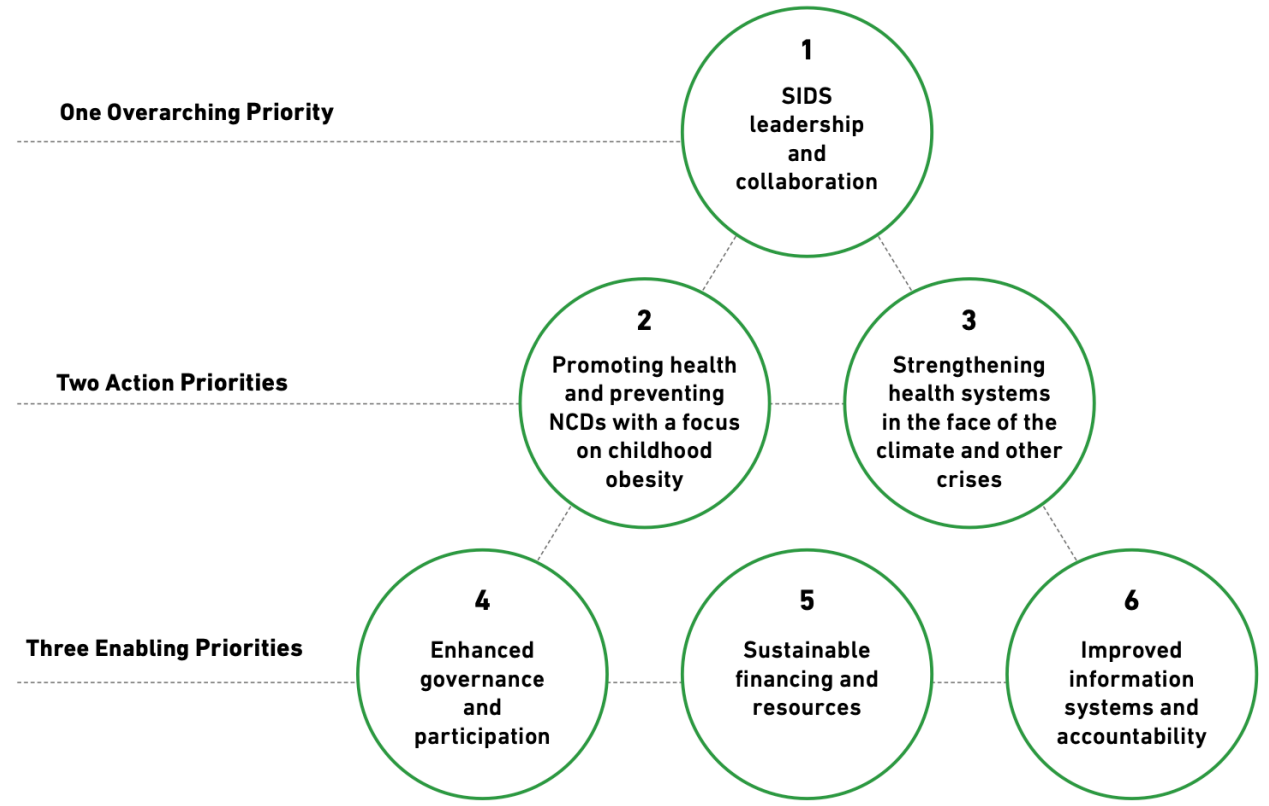 One Overarching Priority
1
SIDS
leadership
and
collaboration
Two Action Priorities
2
Promoting health
and preventing
NCDs with a focus
on childhood
obesity
3
Strengthening
health systems
in the face of the
climate and other
crises
Three Enabling Priorities
4
Enhanced
governance
and
participation
5
Sustainable
financing and
resources
6
Improved
information
systems and
accountability